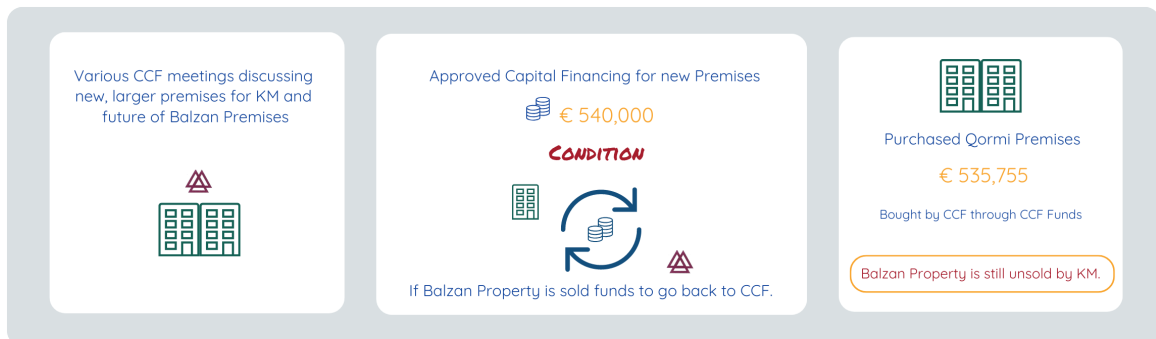 Various CCF meetings discussing
new, larger premises for KM and
future of Balzan Premises
Approved Capital Financing for new Premises
€ 540,000
CONDITION
If Balzan Property is sold funds to go back to CCF.
Purchased Qormi Premises
€ 535,755
Bought by CCF through CCF Funds
Balzan Property is still unsold by KM.